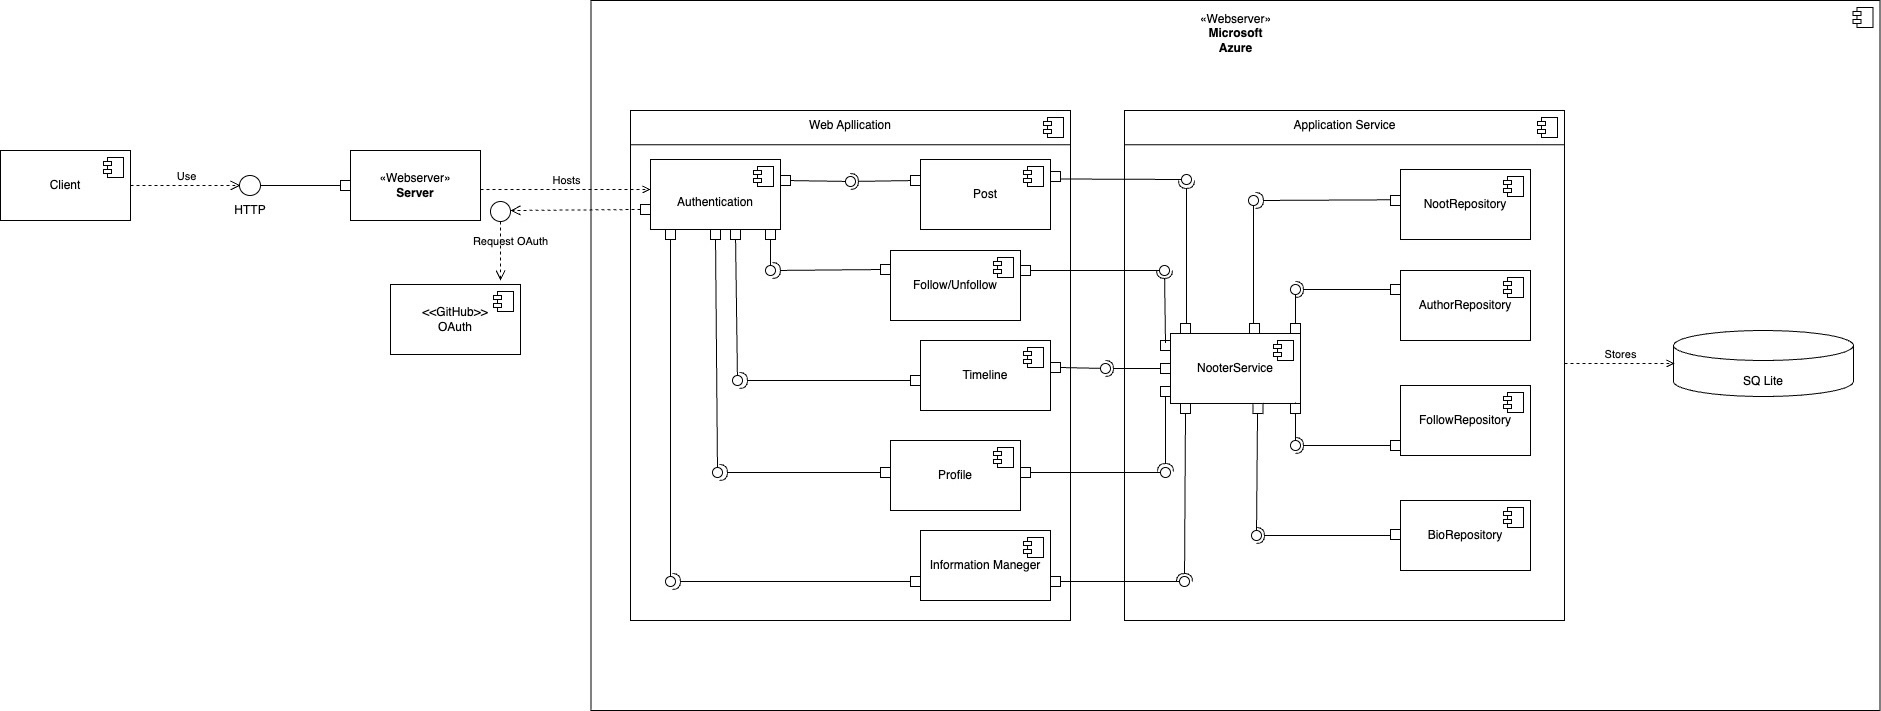 «Webserver»
Microsoft
Azure
Web Apllication
Application Service
Client
Use
HTTP
«Webserver»
Server
Hosts
Request OAuth
<<GitHub>>
OAuth
Authentication
Post
Follow/Unfollow
Timeline
Profile
Information Maneger
NooterService
NootRepository
AuthorRepository
FollowRepository
BioRepository
Stores
SQ Lite